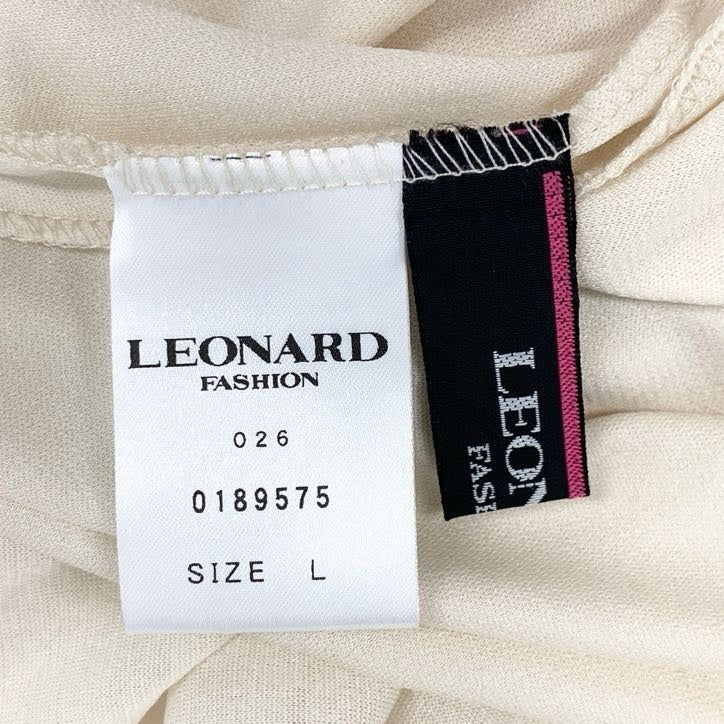 LEONARD
FASHION
026
0189575
SIZE L
LEON
FASH